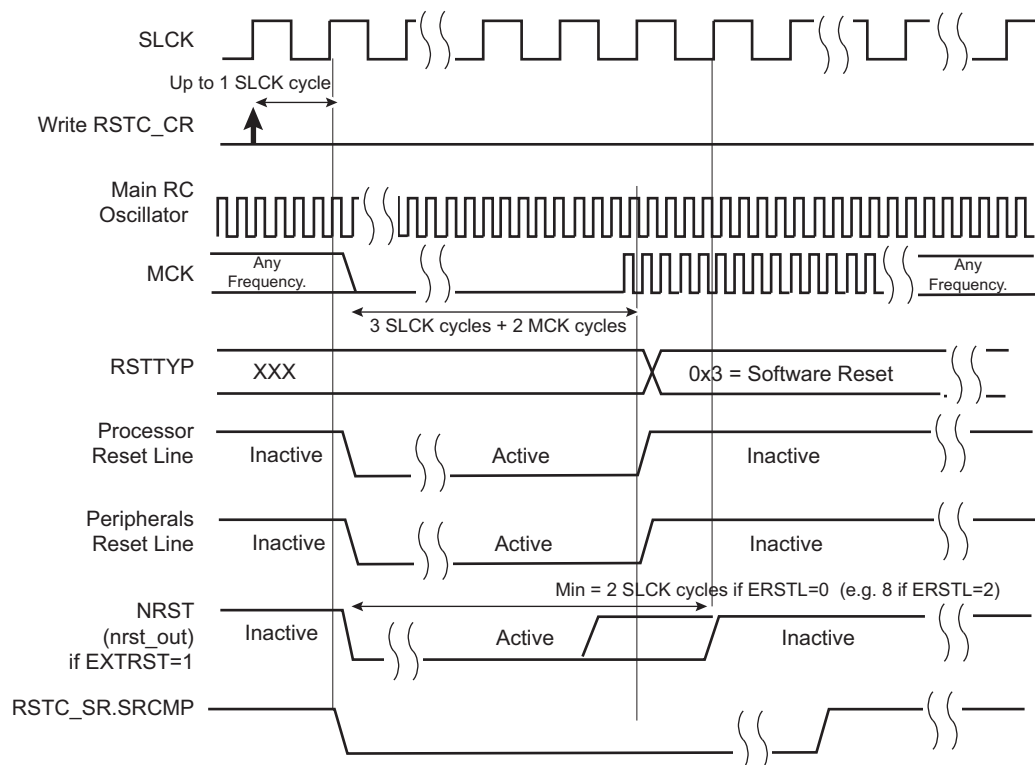 SLCK
Up to 1 SLCK cycle
Write RSTC_CR
Main RC
Oscillator
MCK
Any
Frequency.
Any
Frequency.
3 SLCK cycles + 2 MCK cycles
RSTTYP
XXX
0x3 = Software Reset
Processor
Reset Line
Inactive
Active
Inactive
Peripherals
Reset Line
Inactive
Active
Inactive
Min = 2 SLCK cycles if ERSTL=0 (e.g. 8 if ERSTL=2)
NRST
(nrst_out)
if EXTRST=1
Inactive
Active
Inactive
RSTC_SR.SRCMP